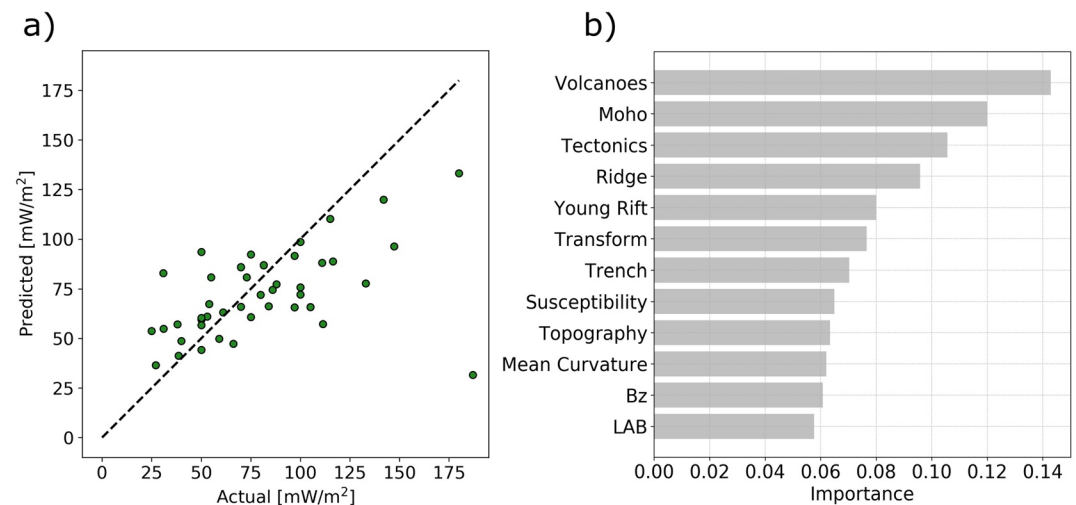 a)
175
150
125
100
75
50
25
0
Predicted [mW/m²]
0 25 50 75 100 125 150 175
Actual [mW/m²]
b)
Volcanoes
Moho
Tectonics
Ridge
Young Rift
Transform
Trench
Susceptibility
Topography
Mean Curvature
Bz
LAB
0.00 0.02 0.04 0.06 0.08 0.10 0.12 0.14
Importance